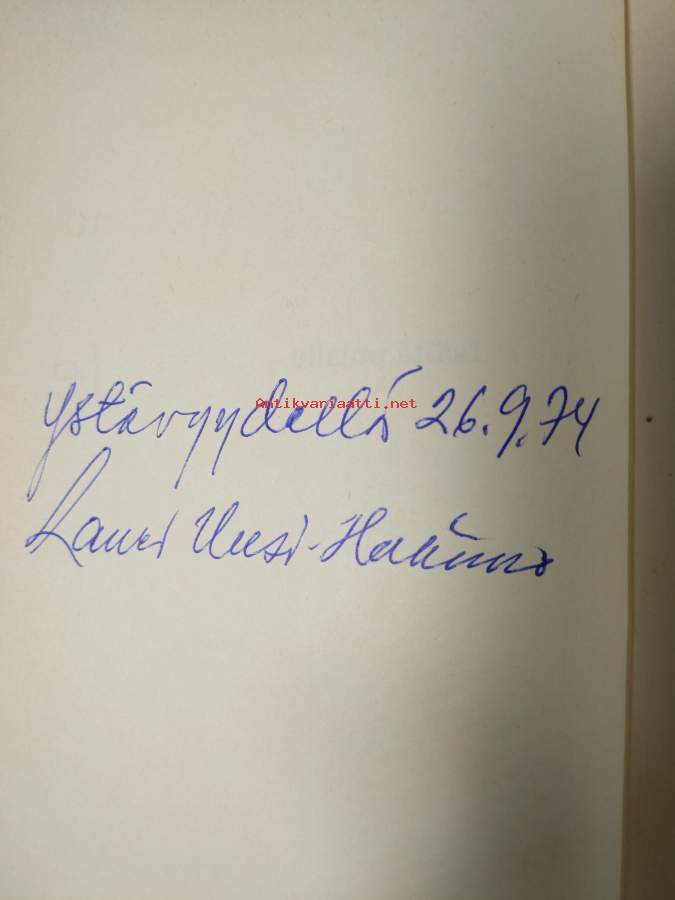 Ystävyydellä 26.9.74
Antikvariaatti.net
Lauri Uusi-Hakimo